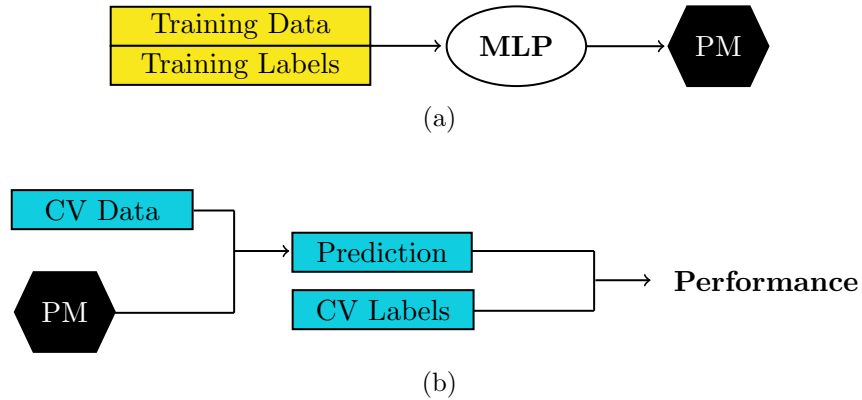 Training Data
Training Labels
MLP
PM
(a)
CV Data
PM
Prediction
CV Labels
Performance
(b)